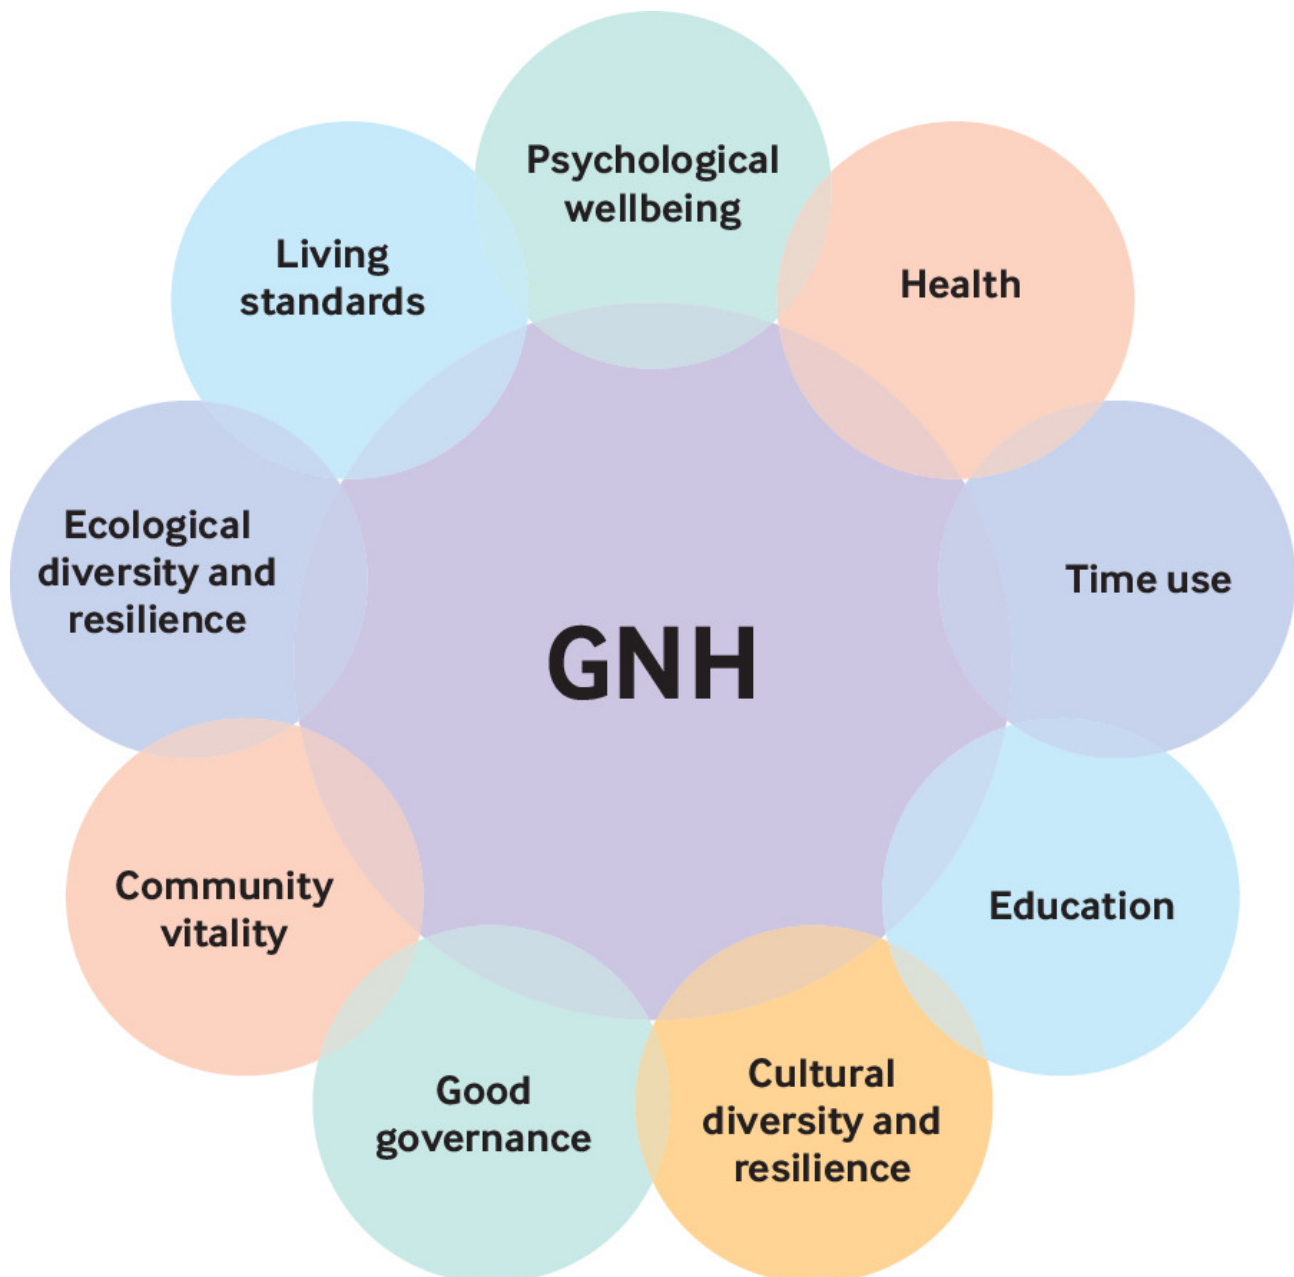 Psychological
wellbeing
Health
Time use
Education
Cultural
diversity and
resilience
Good
governance
Community
vitality
Ecological
diversity and
resilience
Living
standards
GNH